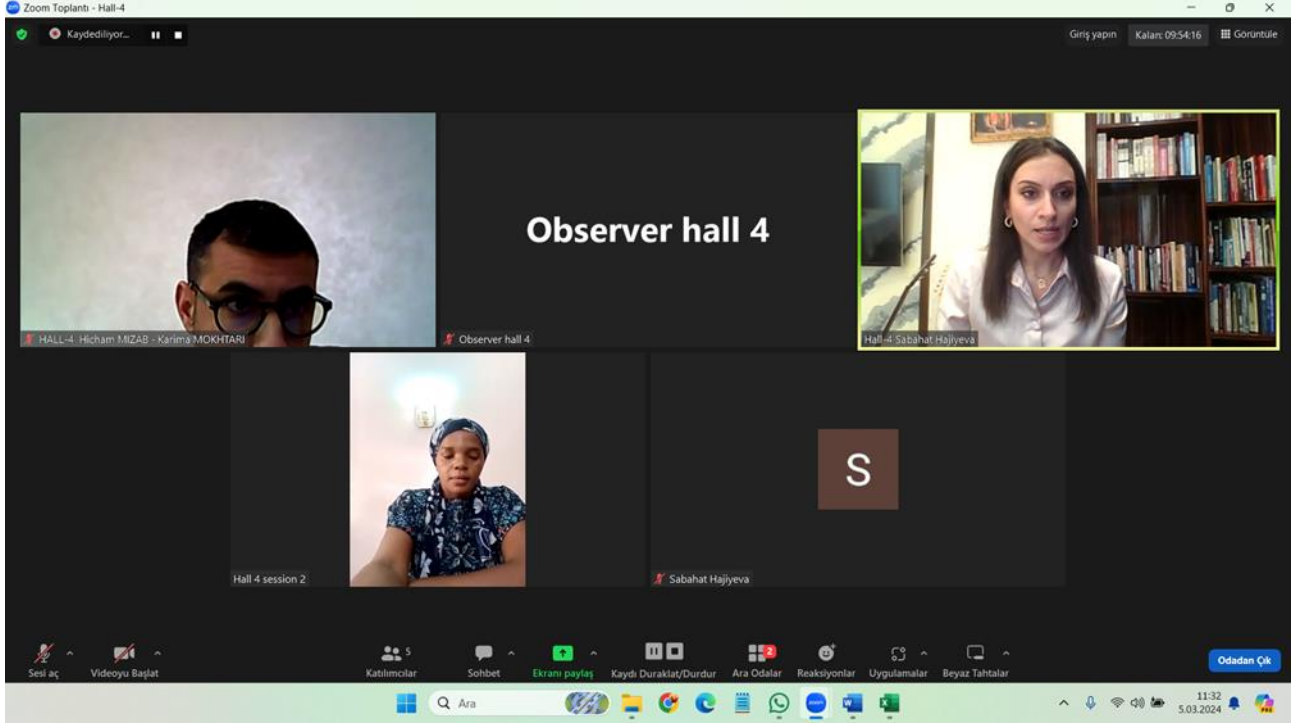 Zoom Toplantı - Hall-4
Kaydediliyor...
Giriş yapın
Kalan: 09:54:16
Görüntüle
Observer hall 4
HALL-4 Hicham MIZAB - Karima MOKHTARI
Observer hall 4
Hall-4 Sabahat Hajiyeva
S
Hall 4 session 2
Sabahat Hajiyeva
5
2
Sesi aç
Videoyu Başlat
Katılımcılar
Sohbet
Ekranı paylaş
Kaydı Duraklat/Durdur
Ara Odalar
Reaksiyonlar
Uygulamalar
Beyaz Tahtalar
Odadan Çık
Ara
zoom
11:32
5.03.2024